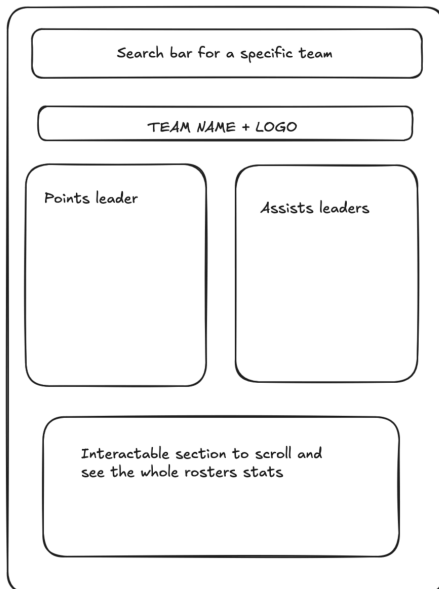 Search bar for a specific team
TEAM NAME + LOGO
Points leader
Assists leaders
Interactable section to scroll and
see the whole rosters stats